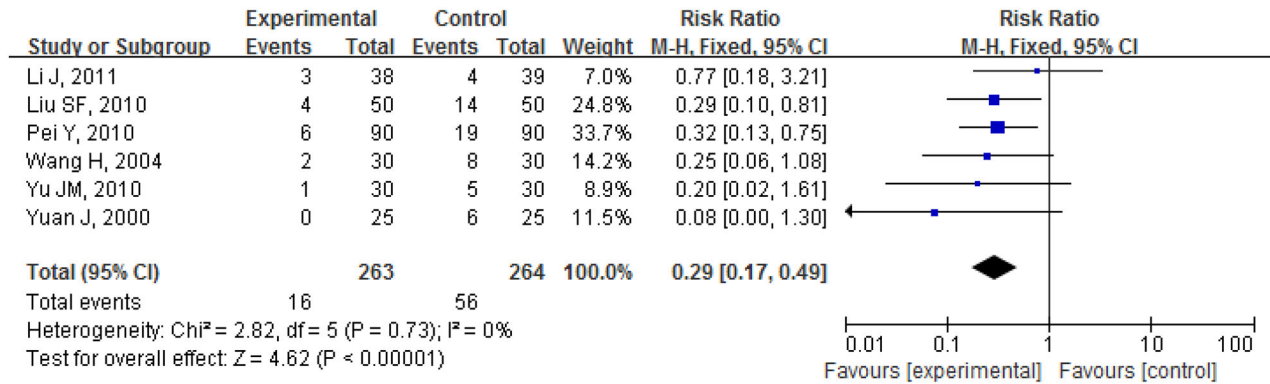 Experimental Control Risk Ratio Risk Ratio
Study or Subgroup Events Total Events Total Weight M-H, Fixed, 95% CI M-H, Fixed, 95% CI
Li J, 2011 3 38 4 39 7.0% 0.77 [0.18, 3.21]
Liu SF, 2010 4 50 14 50 24.8% 0.29 [0.10, 0.81]
Pei Y, 2010 6 90 19 90 33.7% 0.32 [0.13, 0.75]
Wang H, 2004 2 30 8 30 14.2% 0.25 [0.06, 1.08]
Yu JM, 2010 1 30 5 30 8.9% 0.20 [0.02, 1.61]
Yuan J, 2000 0 25 6 25 11.5% 0.08 [0.00, 1.30]
Total (95% CI) 263 264 100.0% 0.29 [0.17, 0.49]
Total events 16 56
Heterogeneity: Chi² = 2.82, df = 5 (P = 0.73); I² = 0%
Test for overall effect: Z = 4.62 (P < 0.00001)
0.01 0.1 1 10 100
Favours [experimental] Favours [control]